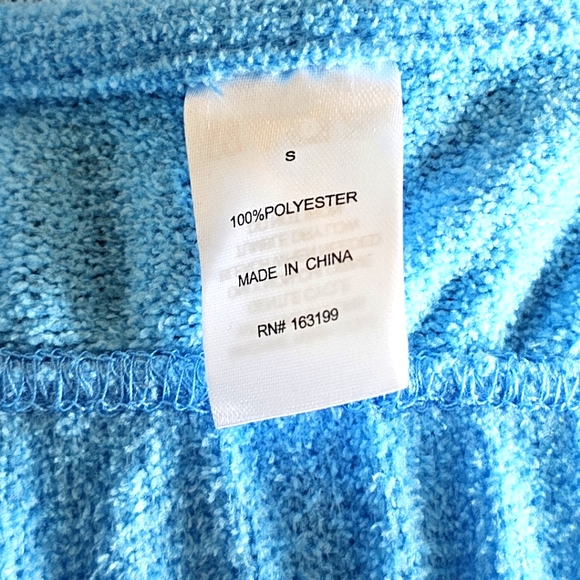 S
100%POLYESTER
MADE IN CHINA
RN# 163199